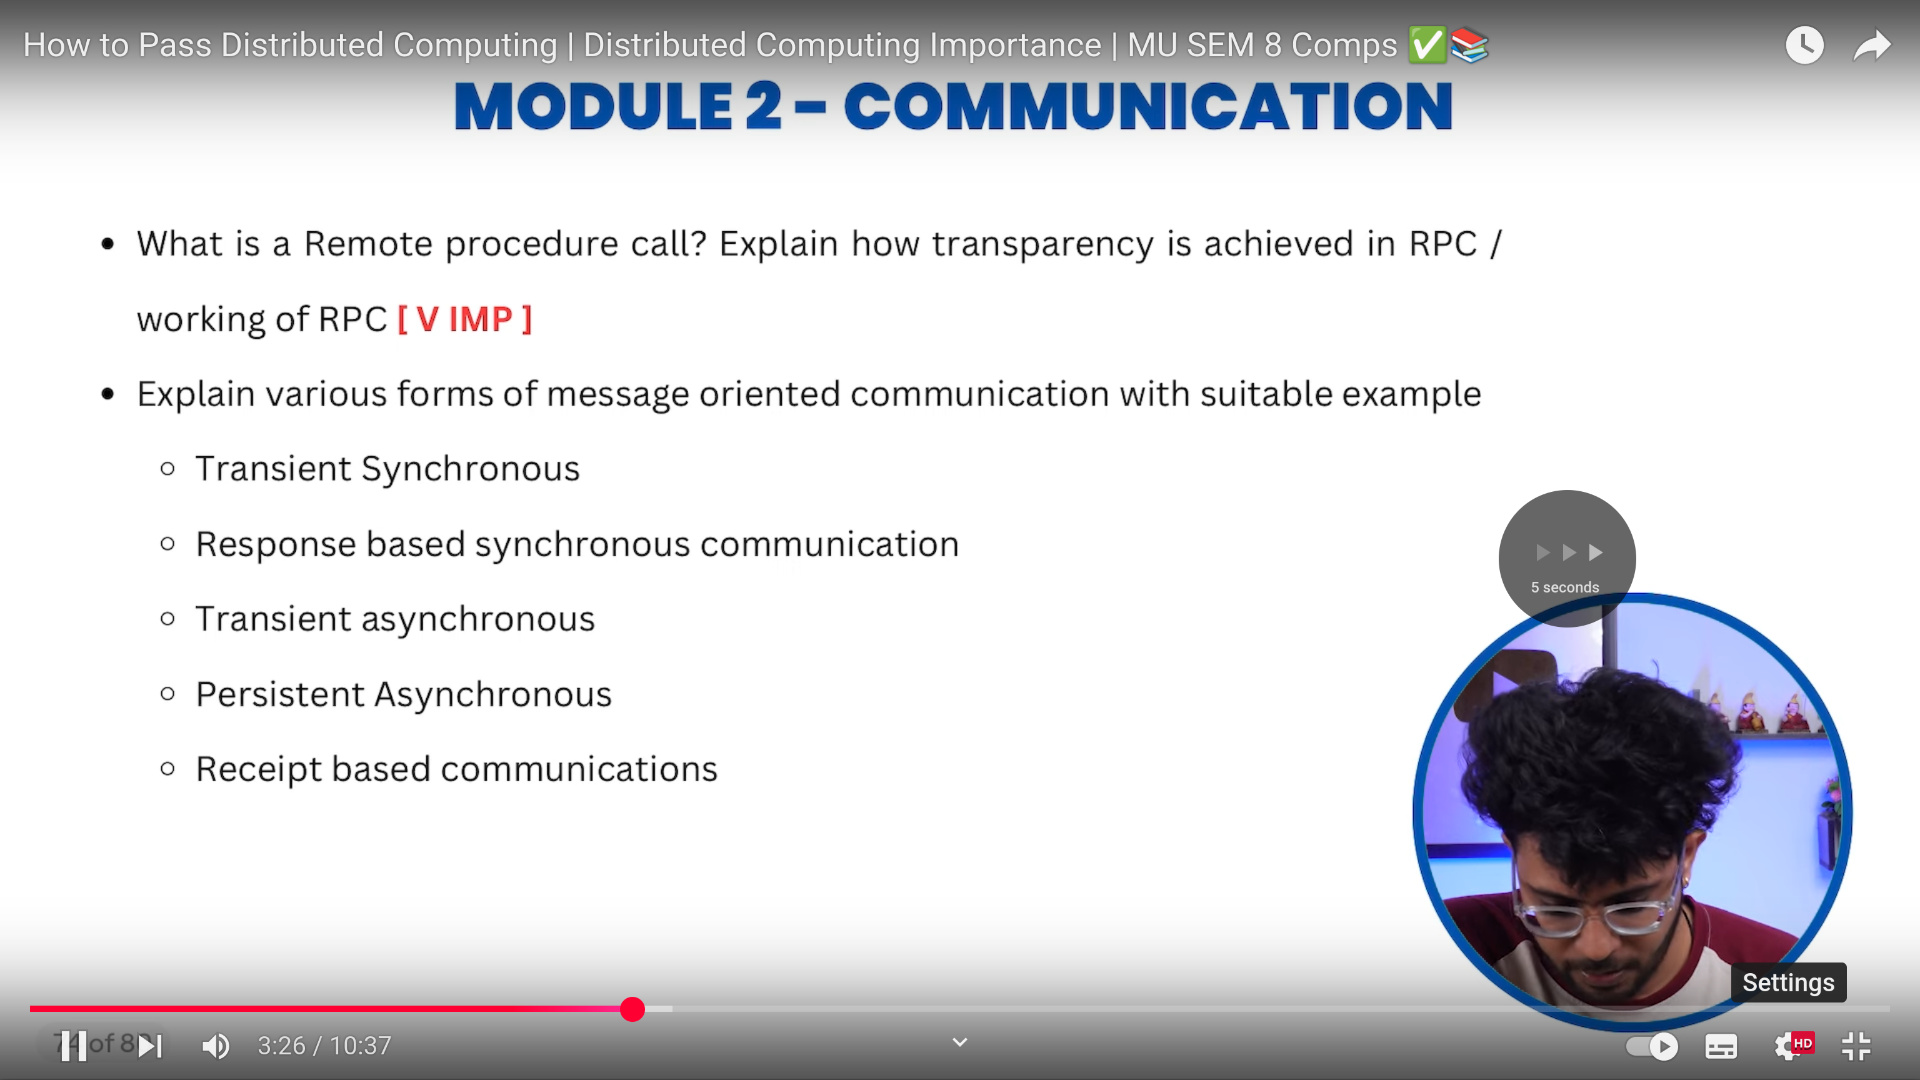 How to Pass Distributed Computing | Distributed Computing Importance | MU SEM 8 Comps ✅📚
MODULE 2 – COMMUNICATION
• What is a Remote procedure call? Explain how transparency is achieved in RPC /
working of RPC [ V IMP ]
• Explain various forms of message oriented communication with suitable example
○ Transient Synchronous
○ Response based synchronous communication
○ Transient asynchronous
○ Persistent Asynchronous
○ Receipt based communications
5 seconds
Settings
of
3:26 / 10:37
HD